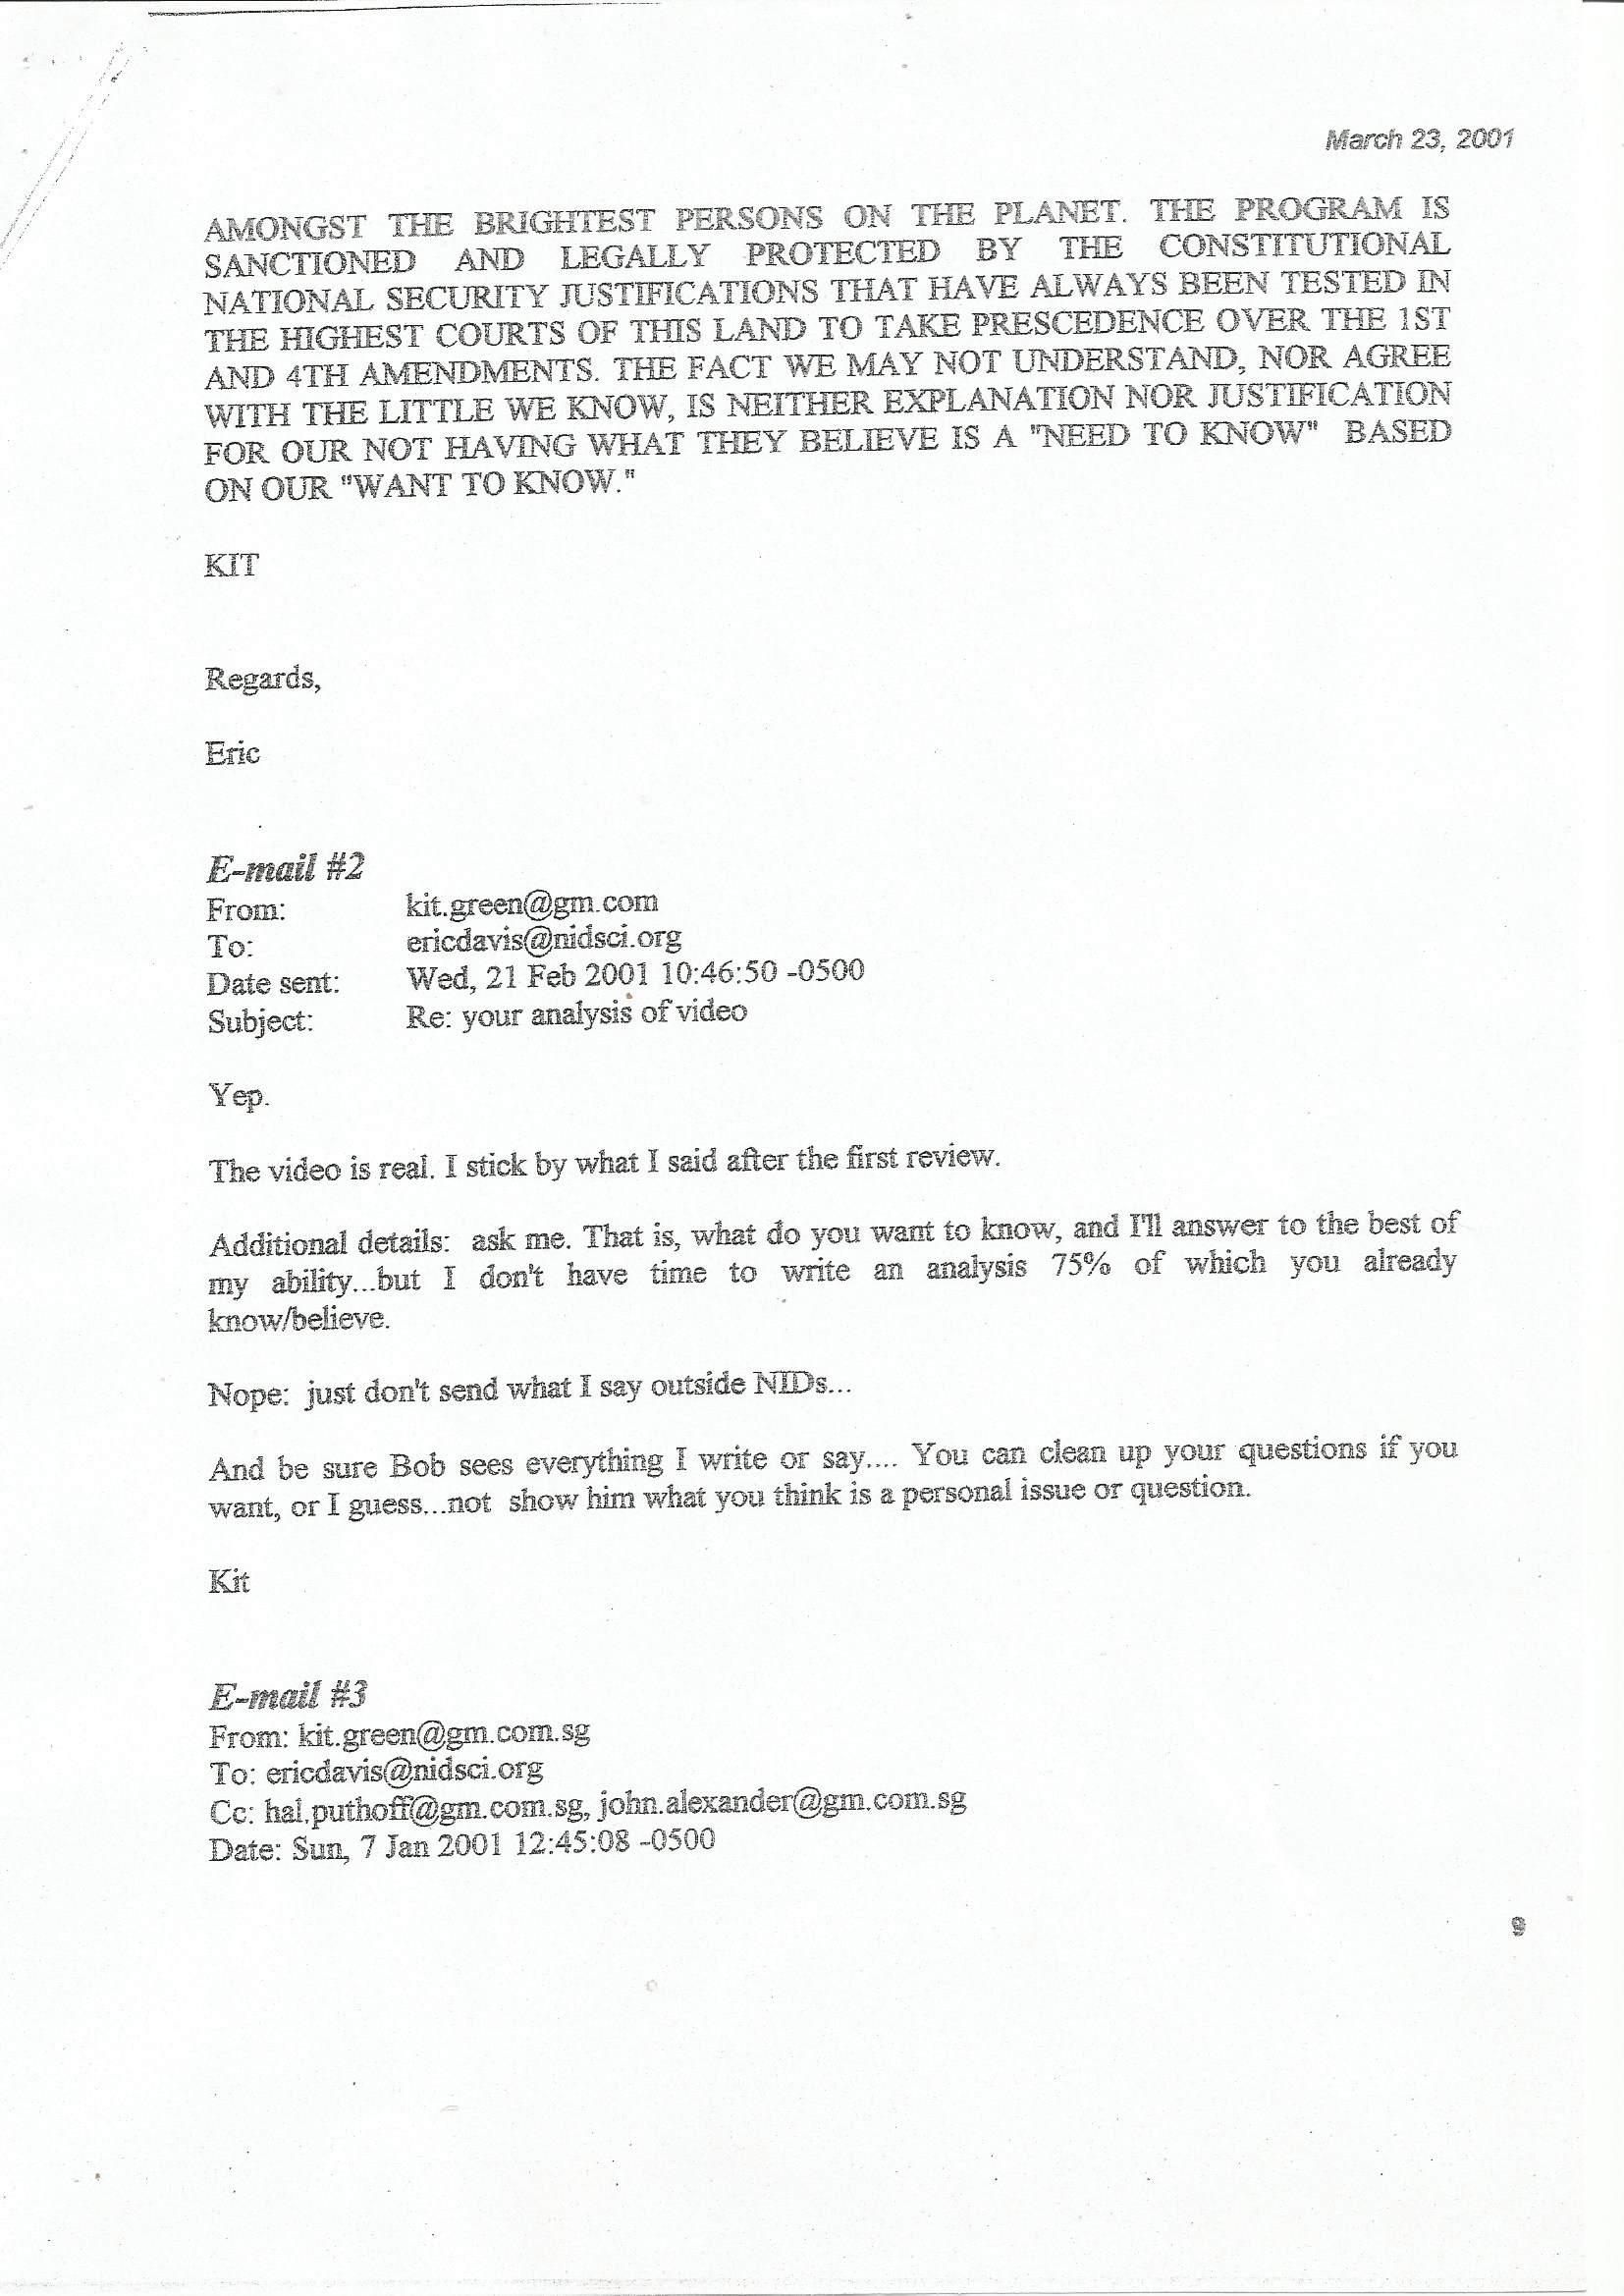 March 23, 2001
AMONGST THE BRIGHTEST PERSONS ON THE PLANET. THE PROGRAM IS
SANCTIONED AND LEGALLY PROTECTED BY THE CONSTITUTIONAL
NATIONAL SECURITY JUSTIFICATIONS THAT HAVE ALWAYS BEEN TESTED IN
THE HIGHEST COURTS OF THIS LAND TO TAKE PRESCEDENCE OVER THE 1ST
AND 4TH AMENDMENTS. THE FACT WE MAY NOT UNDERSTAND, NOR AGREE
WITH THE LITTLE WE KNOW, IS NEITHER EXPLANATION NOR JUSTIFICATION
FOR OUR NOT HAVING WHAT THEY BELIEVE IS A "NEED TO KNOW" BASED
ON OUR "WANT TO KNOW."
KIT
Regards,
Eric
E-mail #2
From: kit.green@gm.com
To: ericdavis@nidsci.org
Date sent: Wed, 21 Feb 2001 10:46:50 -0500
Subject: Re: your analysis of video
Yep.
The video is real. I stick by what I said after the first review.
Additional details: ask me. That is, what do you want to know, and I'll answer to the best of
my ability...but I don't have time to write an analysis 75% of which you already
know/believe.
Nope: just don't send what I say outside NIDs...
And be sure Bob sees everything I write or say.... You can clean up your questions if you
want, or I guess...not show him what you think is a personal issue or question.
Kit
E-mail #3
From: kit.green@gm.com.sg
To: ericdavis@nidsci.org
Cc: hal.puthoff@gm.com.sg, john.alexander@gm.com.sg
Date: Sun, 7 Jan 2001 12:45:08 -0500
9